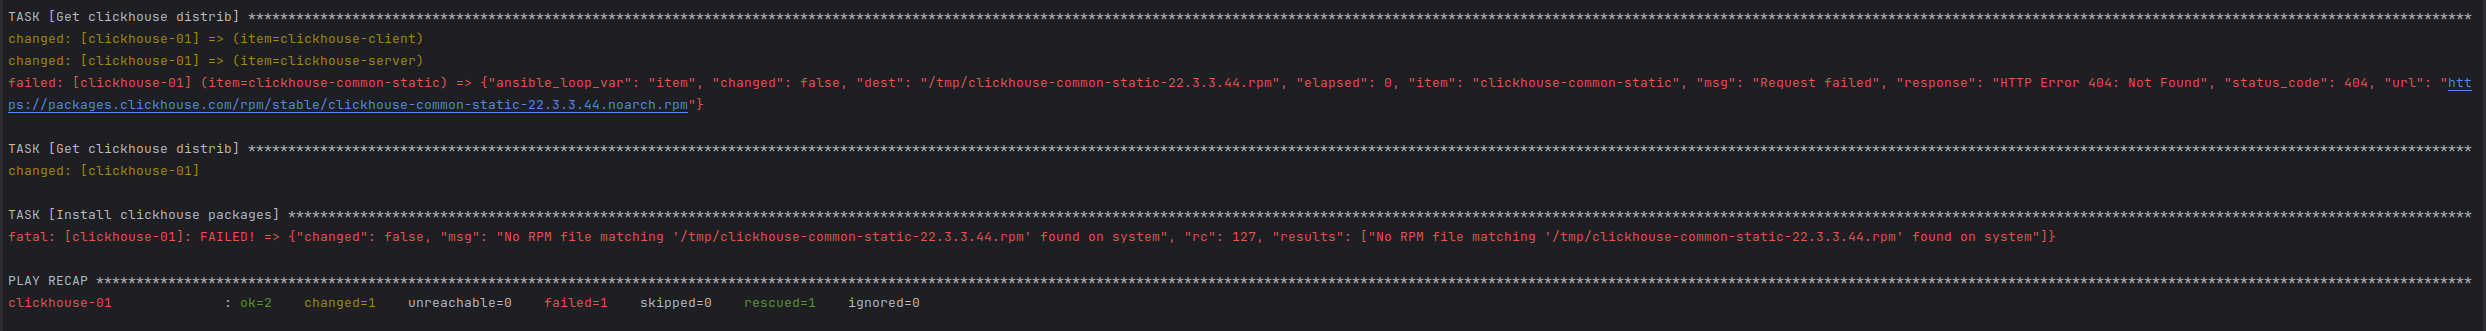 TASK [Get clickhouse distrib] ****************************************************************************************************************************************************************************************************************************************************************************************
changed: [clickhouse-01] => (item=clickhouse-client)
changed: [clickhouse-01] => (item=clickhouse-server)
failed: [clickhouse-01] (item=clickhouse-common-static) => {"ansible_loop_var": "item", "changed": false, "dest": "/tmp/clickhouse-common-static-22.3.3.44.rpm", "elapsed": 0, "item": "clickhouse-common-static", "msg": "Request failed", "response": "HTTP Error 404: Not Found", "status_code": 404, "url": "htt
ps://packages.clickhouse.com/rpm/stable/clickhouse-common-static-22.3.3.44.noarch.rpm"}
TASK [Get clickhouse distrib] ****************************************************************************************************************************************************************************************************************************************************************************************
changed: [clickhouse-01]
TASK [Install clickhouse packages] ***********************************************************************************************************************************************************************************************************************************************************************************
fatal: [clickhouse-01]: FAILED! => {"changed": false, "msg": "No RPM file matching '/tmp/clickhouse-common-static-22.3.3.44.rpm' found on system", "rc": 127, "results": ["No RPM file matching '/tmp/clickhouse-common-static-22.3.3.44.rpm' found on system"]}
PLAY RECAP ***********************************************************************************************************************************************************************************************************************************************************************************************************
clickhouse-01 : ok=2 changed=1 unreachable=0 failed=1 skipped=0 rescued=1 ignored=0